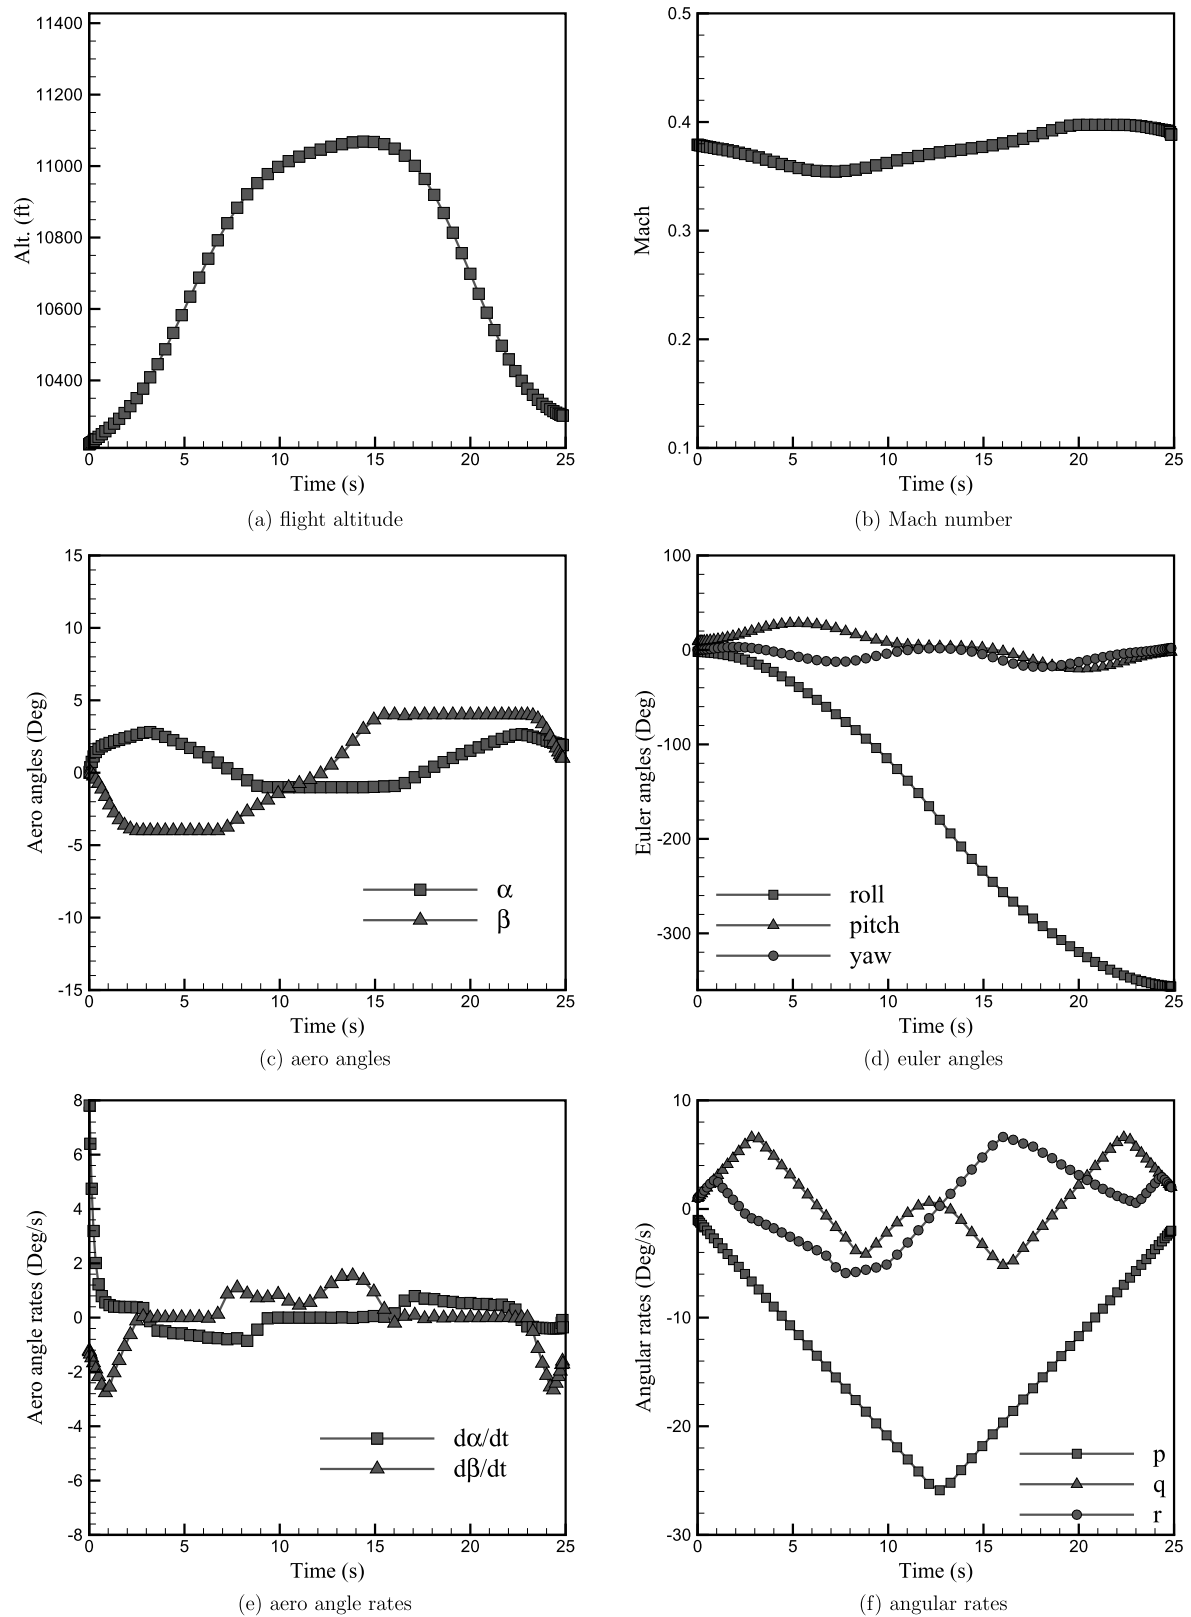 11400
11200
11000
10800
10600
10400
Alt. (ft)
0 5 10 15 20 25
Time (s)
(a) flight altitude
0.5
0.4
0.3
0.2
0.1
Mach
0 5 10 15 20 25
Time (s)
(b) Mach number
15
10
5
0
-5
-10
-15
Aero angles (Deg)
α
β
0 5 10 15 20 25
Time (s)
(c) aero angles
100
0
-100
-200
-300
Euler angles (Deg)
roll
pitch
yaw
0 5 10 15 20 25
Time (s)
(d) euler angles
8
6
4
2
0
-2
-4
-6
-8
Aero angle rates (Deg/s)
dα/dt
dβ/dt
0 5 10 15 20 25
Time (s)
(e) aero angle rates
10
0
-10
-20
-30
Angular rates (Deg/s)
p
q
r
0 5 10 15 20 25
Time (s)
(f) angular rates